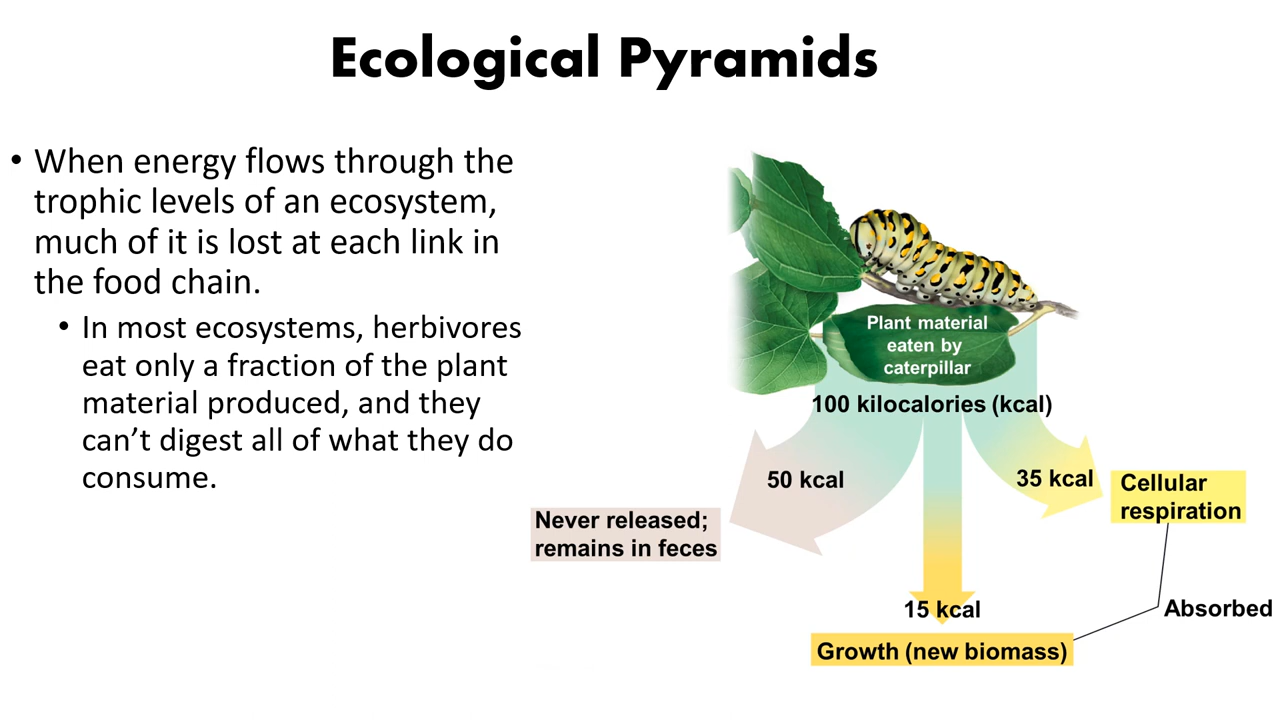 Ecological Pyramids
• When energy flows through the
trophic levels of an ecosystem,
much of it is lost at each link in
the food chain.
• In most ecosystems, herbivores
eat only a fraction of the plant
material produced, and they
can’t digest all of what they do
consume.
Plant material
eaten by
caterpillar
100 kilocalories (kcal)
50 kcal
35 kcal
Cellular
respiration
Never released;
remains in feces
15 kcal
Absorbed
Growth (new biomass)